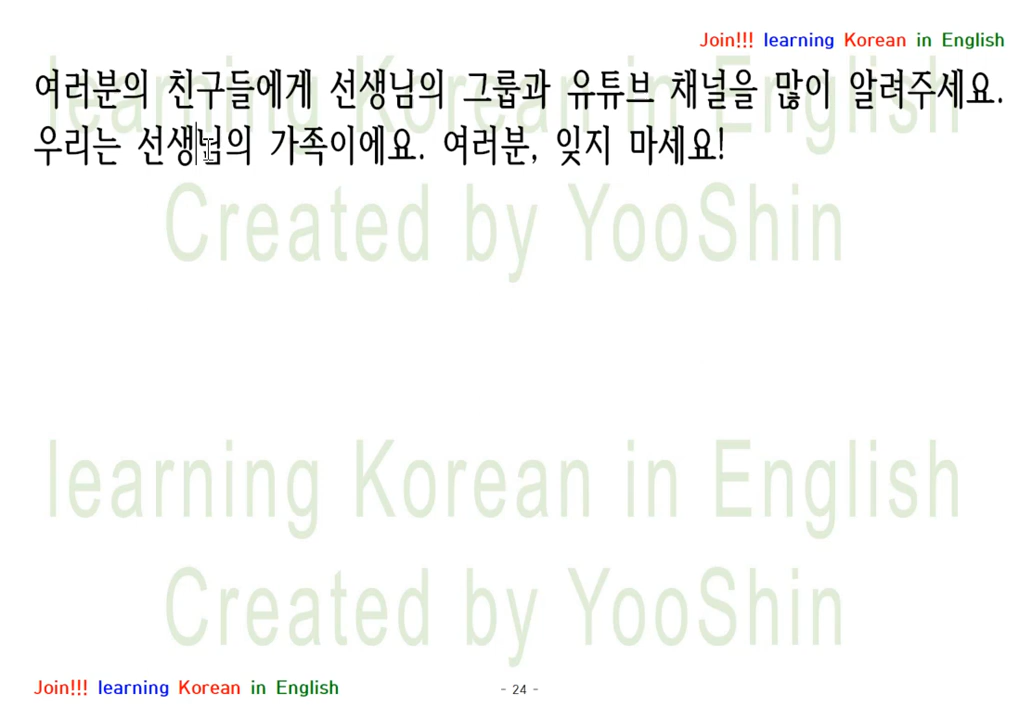 Join!!! learning Korean in English
여러분의 친구들에게 선생님의 그룹과 유튜브 채널을 많이 알려주세요.
우리는 선생님의 가족이에요. 여러분, 잊지 마세요!
learning Korean in English
Created by YooShin
learning Korean in English
Created by YooShin
Join!!! learning Korean in English
- 24 -